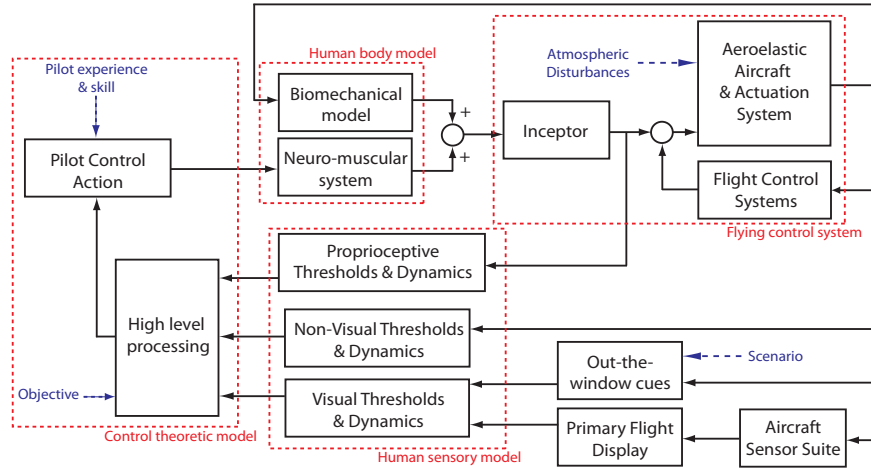 Pilot experience
& skill
Human body model
Biomechanical
model
+
+
Neuro-muscular
system
Pilot Control
Action
Inceptor
Atmospheric
Disturbances
Aeroelastic
Aircraft
& Actuation
System
Flight Control
Systems
Flying control system
Proprioceptive
Thresholds & Dynamics
High level
processing
Non-Visual Thresholds
& Dynamics
Visual Thresholds
& Dynamics
Out-the-
window cues
Scenario
Objective
Primary Flight
Display
Aircraft
Sensor Suite
Control theoretic model
Human sensory model